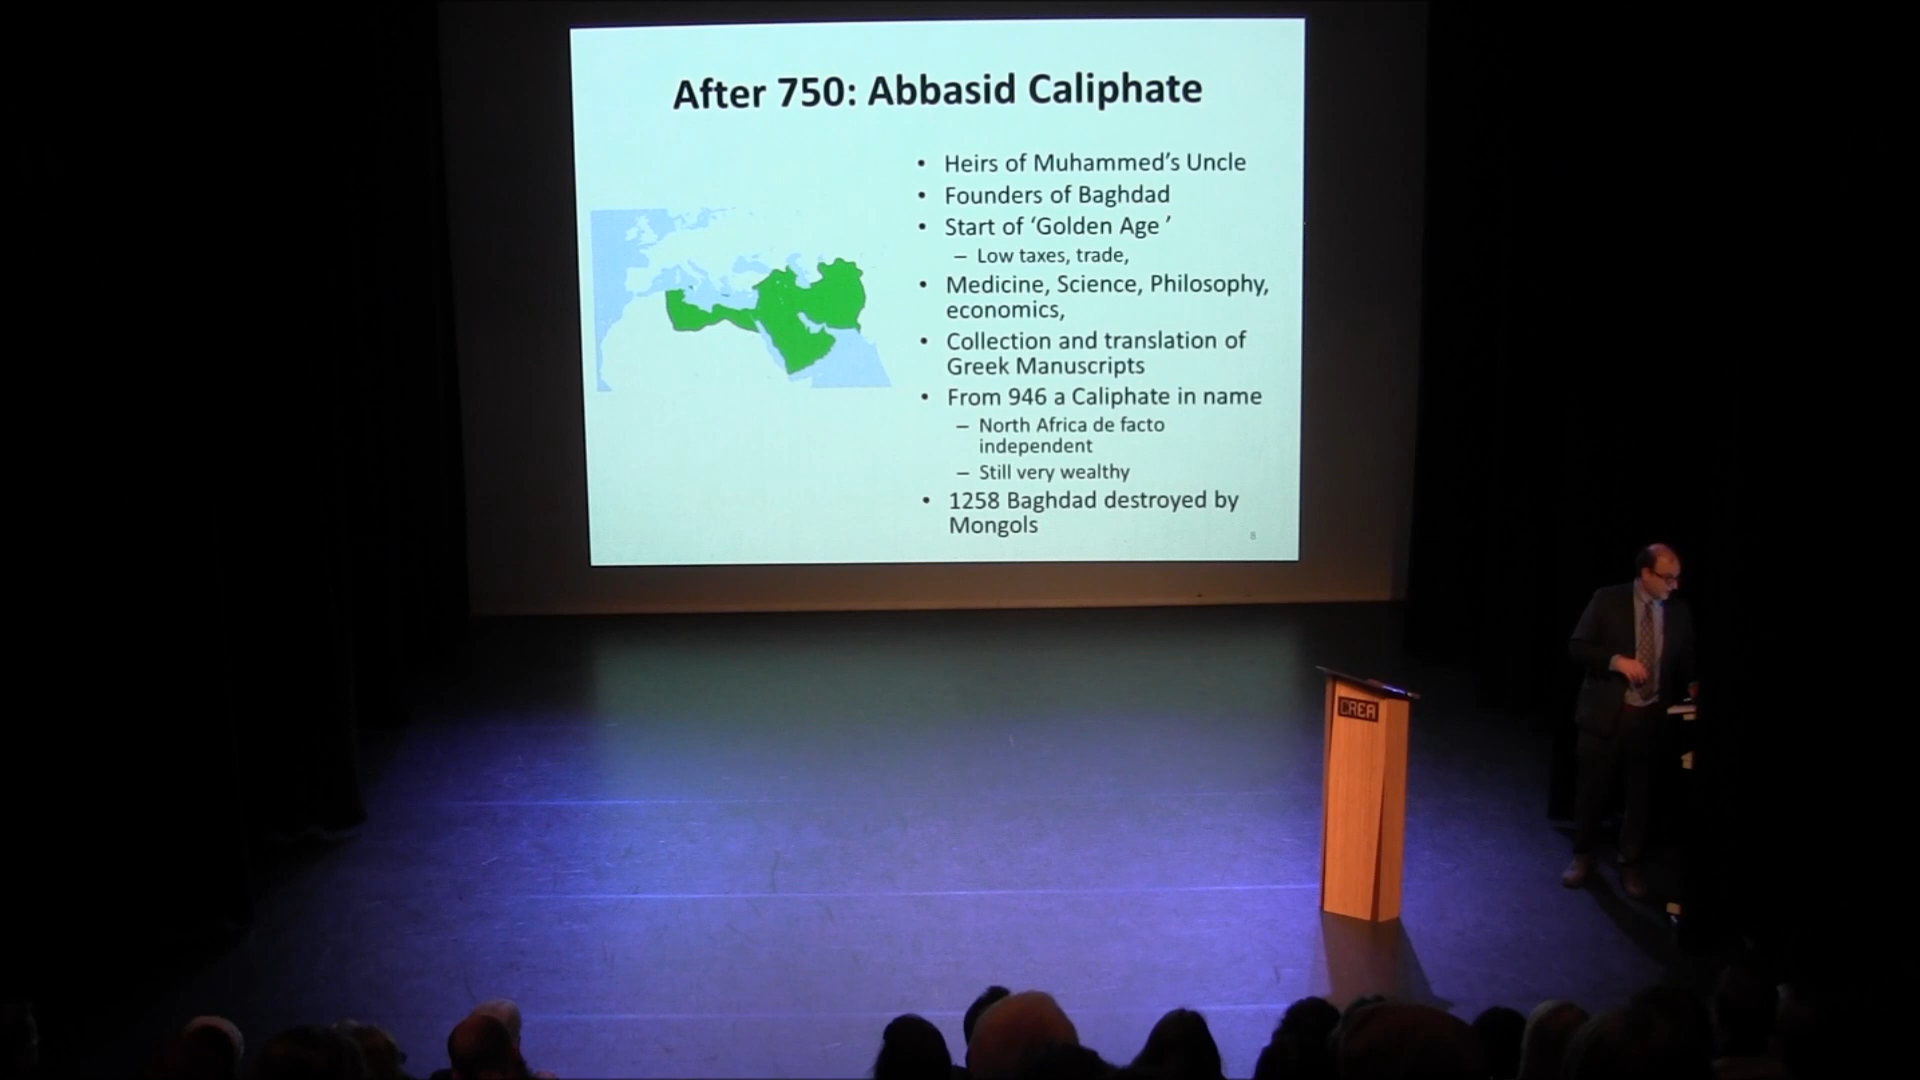 After 750: Abbasid Caliphate
• Heirs of Muhammed's Uncle
• Founders of Baghdad
• Start of ‘Golden Age ’
– Low taxes, trade,
• Medicine, Science, Philosophy,
economics,
• Collection and translation of
Greek Manuscripts
• From 946 a Caliphate in name
– North Africa de facto
independent
– Still very wealthy
• 1258 Baghdad destroyed by
Mongols
8
CREA